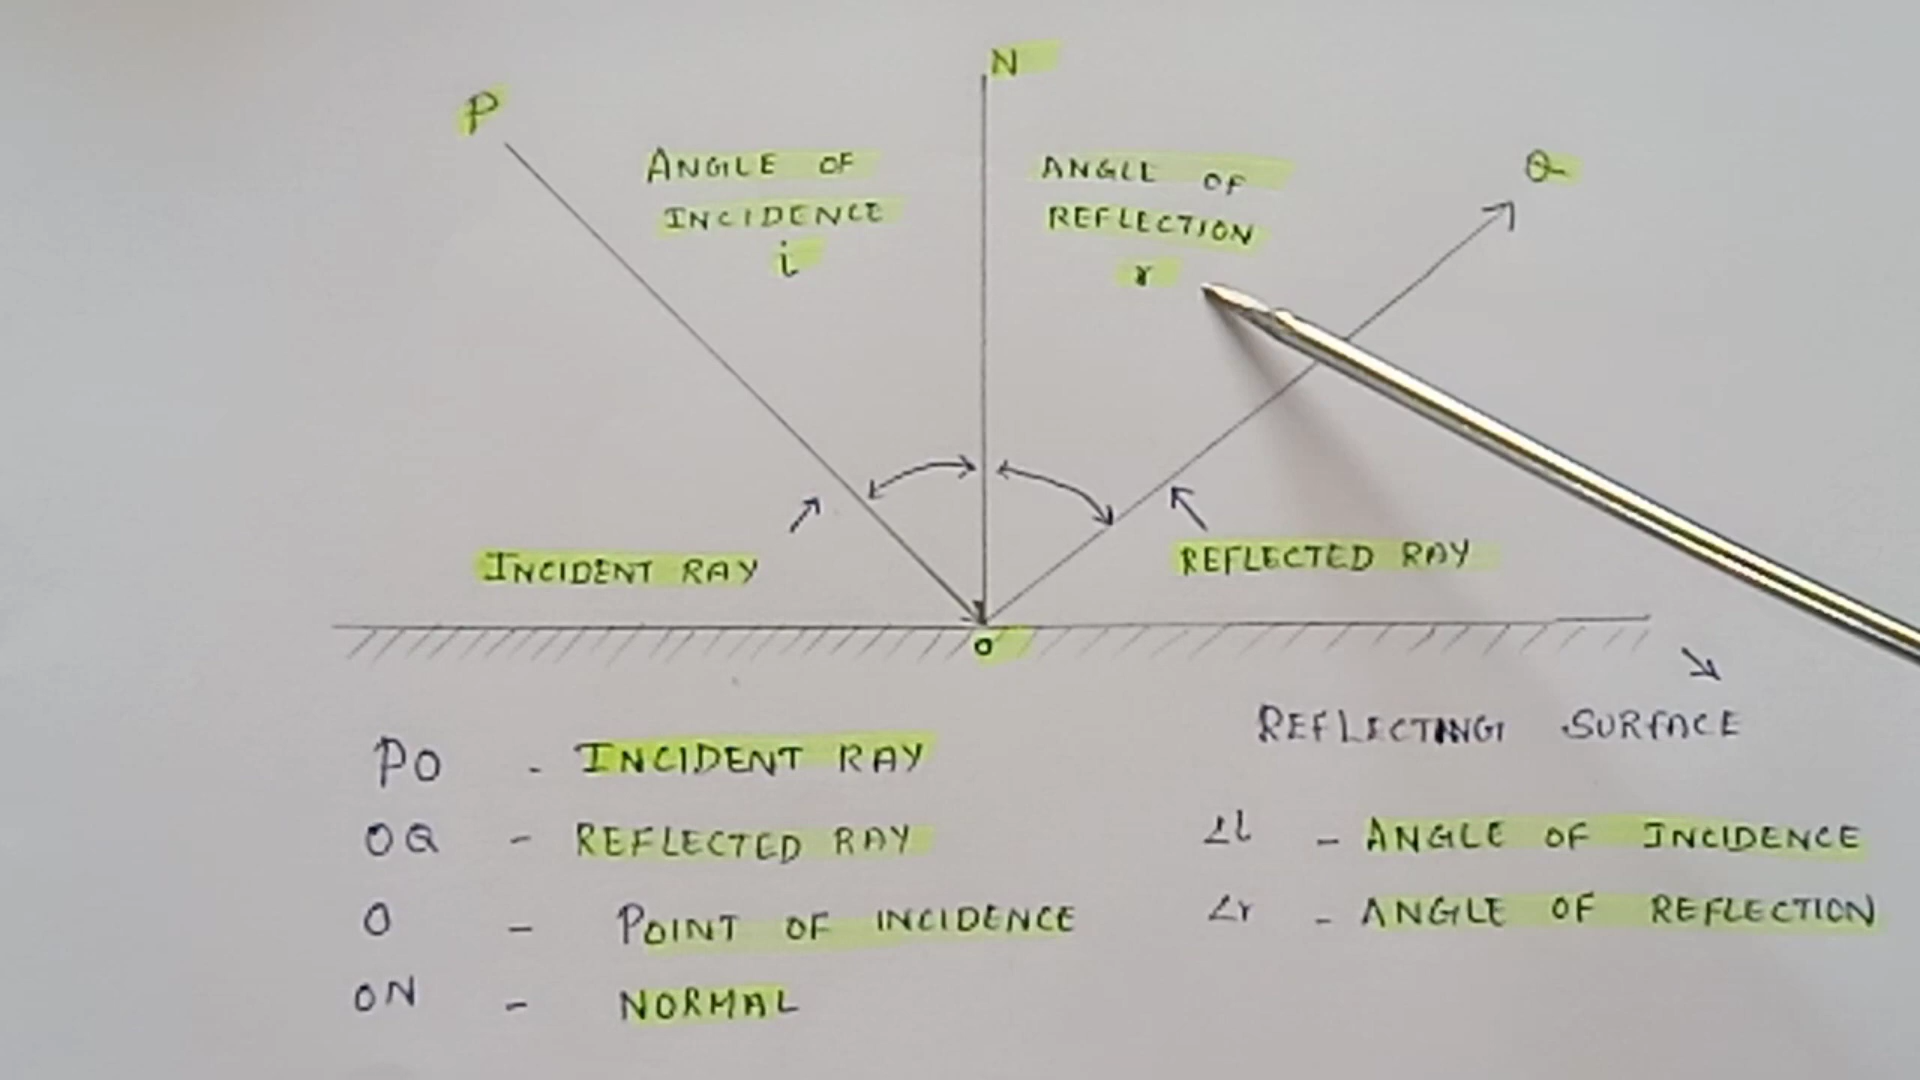 N
P
Q
ANGLE OF
INCIDENCE
i
ANGLE OF
REFLECTION
r
INCIDENT RAY
REFLECTED RAY
O
REFLECTING SURFACE
PO - INCIDENT RAY
OQ - REFLECTED RAY
O - POINT OF INCIDENCE
ON - NORMAL
∠i - ANGLE OF INCIDENCE
∠r - ANGLE OF REFLECTION